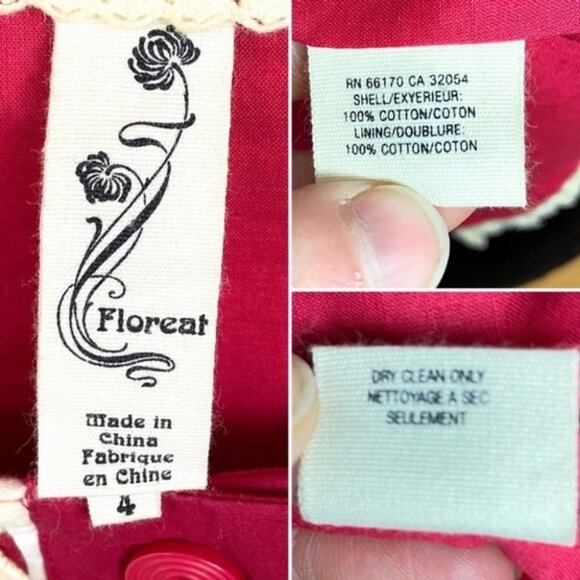 Floreat
Made in
China
Fabrique
en Chine
4
RN 66170 CA 32054
SHELL/EXYERIEUR:
100% COTTON/COTON
LINING/DOUBLURE:
100% COTTON/COTON
DRY CLEAN ONLY
NETTOYAGE A SEC
SEULEMENT